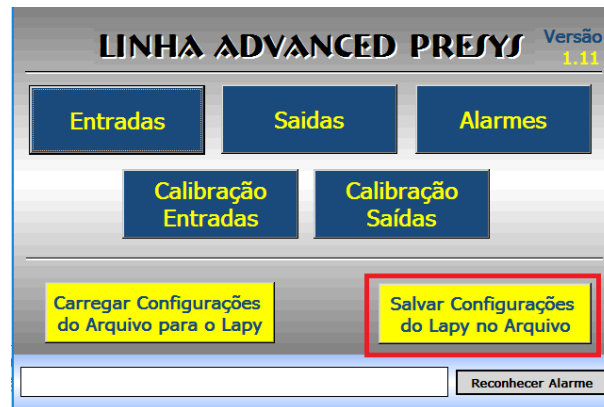 LINHA ADVANCED PRESYS
Versão
1.11
Entradas
Saidas
Alarmes
Calibração
Entradas
Calibração
Saídas
Carregar Configurações
do Arquivo para o Lapy
Salvar Configurações
do Lapy no Arquivo
Reconhecer Alarme